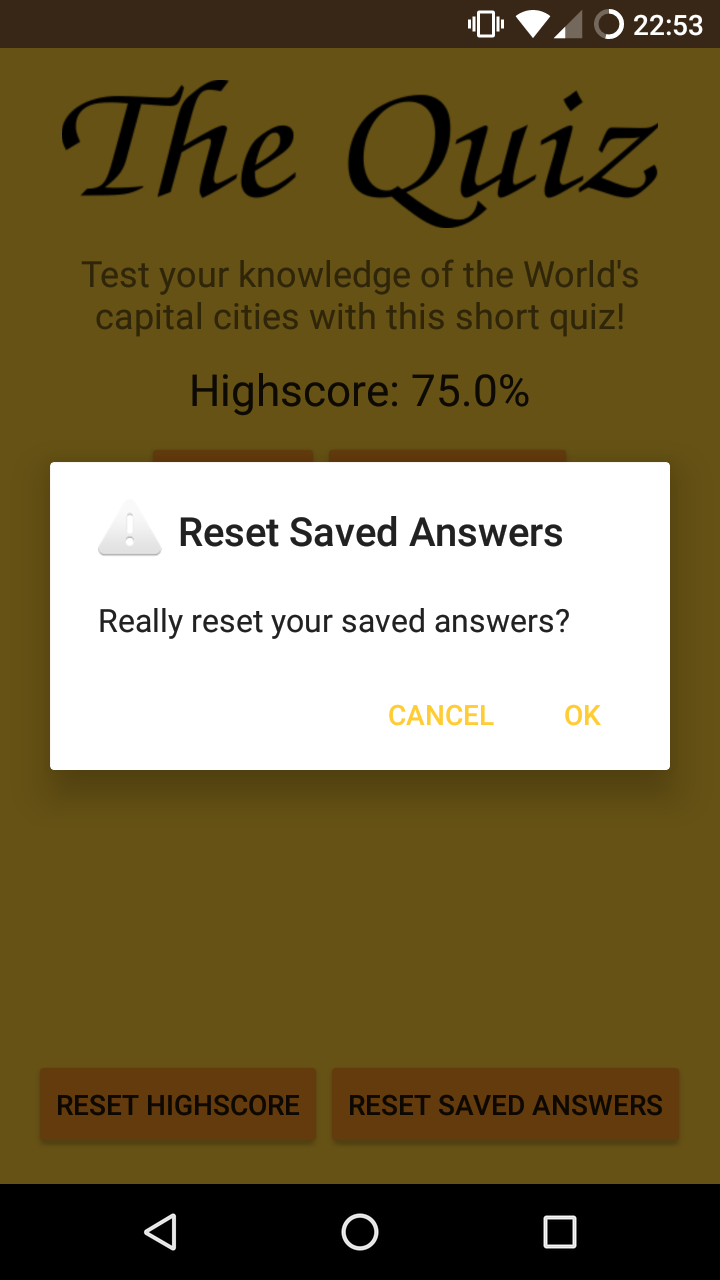 22:53
The Quiz
Test your knowledge of the World's
capital cities with this short quiz!
Highscore: 75.0%
Reset Saved Answers
Really reset your saved answers?
CANCEL OK
RESET HIGHSCORE RESET SAVED ANSWERS